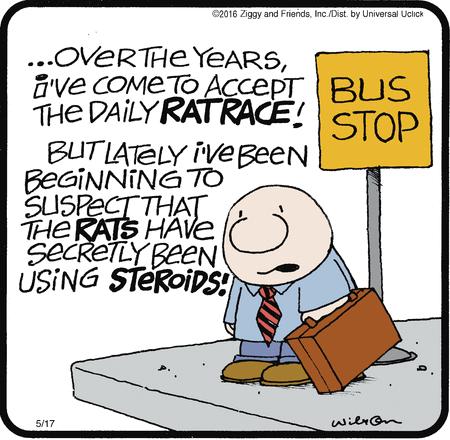 ©2016 Ziggy and Friends, Inc./Dist. by Universal Uclick
...OVER THE YEARS,
i'VE COME TO ACCEPT
THE DAILY RAT RACE!
BUT LATELY i'VE BEEN
BEGINNING TO
SUSPECT THAT
THE RATS HAVE
SECRETLY BEEN
USING STEROIDS!
BUS
STOP
5/17
Wilson